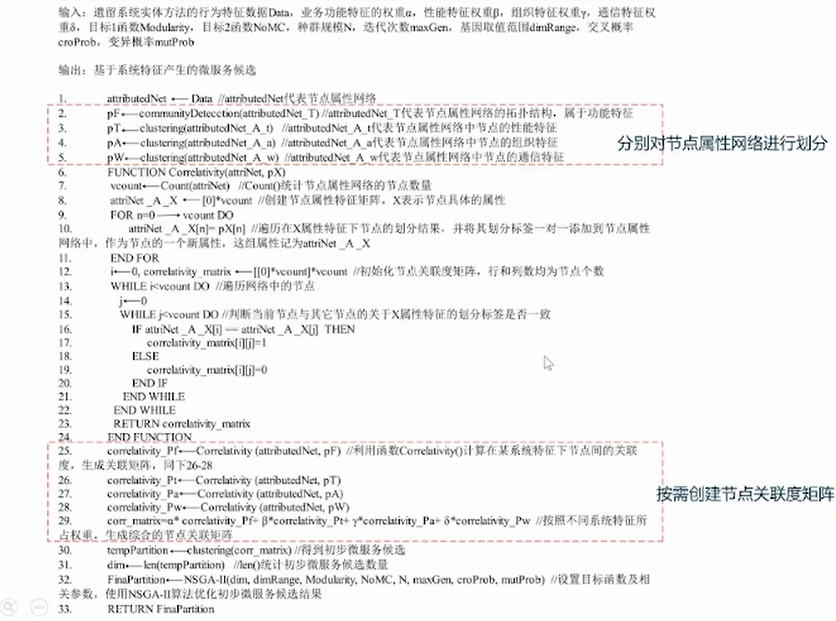 输入：遗留系统实体方法的行为特征数据Data，业务功能特征的权重α，性能特征权重β，组织特征权重γ，通信特征权
重δ，目标1函数Modularity，目标2函数NoMC，种群规模N，迭代次数maxGen，基因取值范围dimRange，交叉概率
croProb，变异概率mutProb
输出：基于系统特征产生的微服务候选
1. attributedNet ← Data //attributedNet代表节点属性网络
2. pF←communityDetecction(attributedNet_T) //attributedNet_T代表节点属性网络的拓扑结构，属于功能特征
3. pT←clustering(attributedNet_A_t) //attributedNet_A_t代表节点属性网络中节点的性能特征
4. pA←clustering(attributedNet_A_a) //attributedNet_A_a代表节点属性网络中节点的组织特征
5. pW←clustering(attributedNet_A_w) //attributedNet_A_w代表节点属性网络中节点的通信特征
分别对节点属性网络进行划分
6. FUNCTION Correlativity(attriNet, pX)
7. vcount←Count(attriNet) //Count()统计节点属性网络的节点数量
8. attriNet _A _X ←[0]*vcount //创建节点属性特征矩阵，X表示节点具体的属性
9. FOR n=0→vcount DO
10. attriNet _A_X[n]= pX[n] //遍历在X属性特征下节点的划分结果，并将其划分标签一对一添加到节点属性
网络中，作为节点的一个新属性，这组属性记为attriNet _A_X
11. END FOR
12. i←0, correlativity_matrix ←[[0]*vcount]*vcount //初始化节点关联度矩阵，行和列数均为节点个数
13. WHILE i<vcount DO //遍历网络中的节点
14. j←0
15. WHILE j<vcount DO //判断当前节点与其它节点的关于X属性特征的划分标签是否一致
16. IF attriNet _A _X[i] == attriNet _A _X[j] THEN
17. correlativity_matrix[i][j]=1
18. ELSE
19. correlativity_matrix[i][j]=0
20. END IF
21. END WHILE
22. END WHILE
23. RETURN correlativity_matrix
24. END FUNCTION
25. correlativity_Pf←Correlativity (attributedNet, pF) //利用函数Correlativity()计算在某系统特征下节点间的关联
度，生成关联矩阵，同下26-28
26. correlativity_Pt←Correlativity (attributedNet, pT)
27. correlativity_Pa←Correlativity (attributedNet, pA)
28. correlativity_Pw←Correlativity (attributedNet, pW)
29. corr_matrix=α* correlativity_Pf+ β*correlativity_Pt+ γ*correlativity_Pa+ δ*correlativity_Pw //按照不同系统特征所
占权重，生成综合的节点关联矩阵
按需创建节点关联度矩阵
30. tempPartition ←clustering(corr_matrix) //得到初步微服务候选
31. dim←len(tempPartition) //len()统计初步微服务候选数量
32. FinaPartition←NSGA-II(dim, dimRange, Modularity, NoMC, N, maxGen, croProb, mutProb) //设置目标函数及相
关参数，使用NSGA-II算法优化初步微服务候选结果
33. RETURN FinaPartition